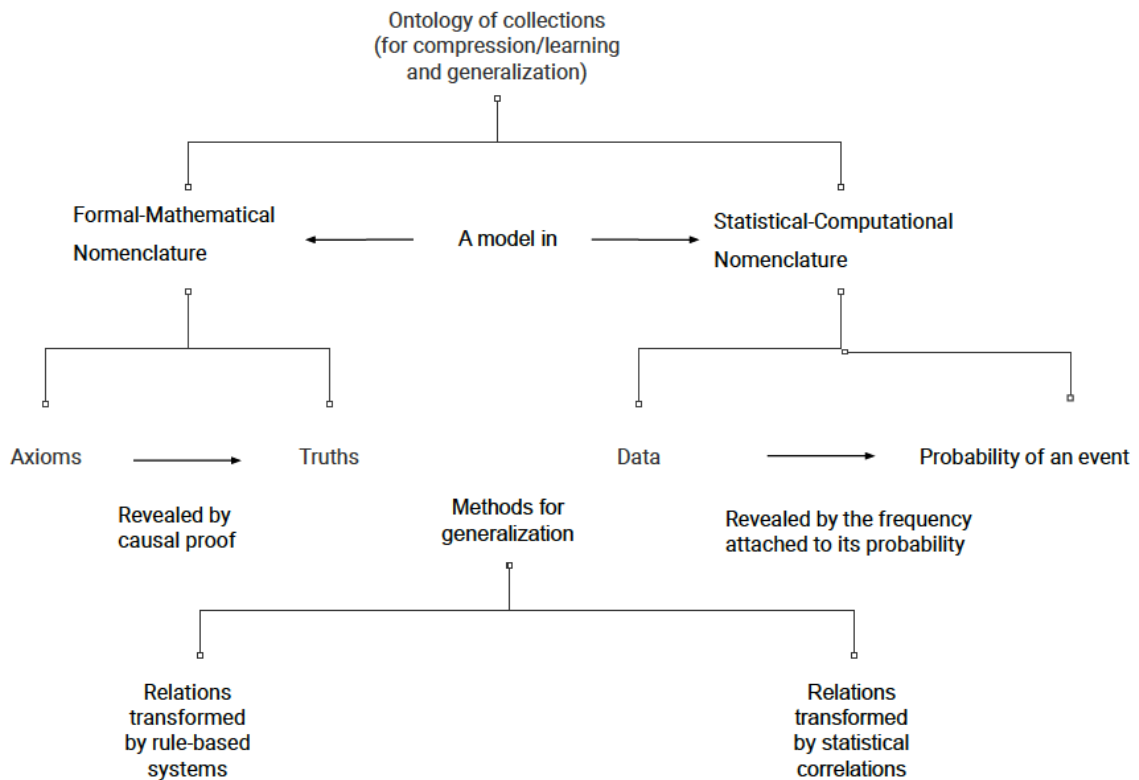 Ontology of collections
(for compression/learning
and generalization)
Formal-Mathematical
Nomenclature
A model in
Statistical-Computational
Nomenclature
Axioms
Truths
Data
Probability of an event
Revealed by
causal proof
Methods for
generalization
Revealed by the frequency
attached to its probability
Relations
transformed
by rule-based
systems
Relations
transformed
by statistical
correlations